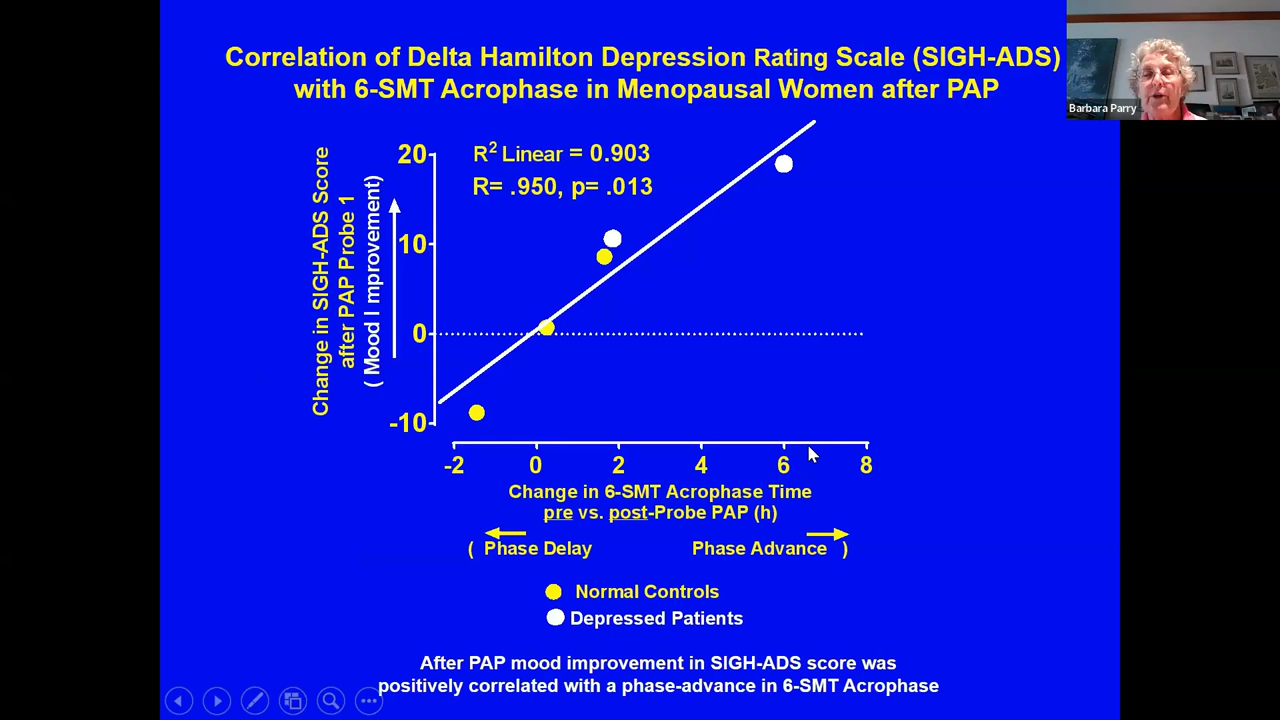 Correlation of Delta Hamilton Depression Rating Scale (SIGH-ADS)
with 6-SMT Acrophase in Menopausal Women after PAP
Barbara Parry
R2 Linear = 0.903
R= .950, p= .013
Change in SIGH-ADS Score
after PAP Probe 1
( Mood I mprovement)
20
10
0
-10
-2 0 2 4 6 8
Change in 6-SMT Acrophase Time
pre vs. post-Probe PAP (h)
( Phase Delay Phase Advance )
Normal Controls
Depressed Patients
After PAP mood improvement in SIGH-ADS score was
positively correlated with a phase-advance in 6-SMT Acrophase